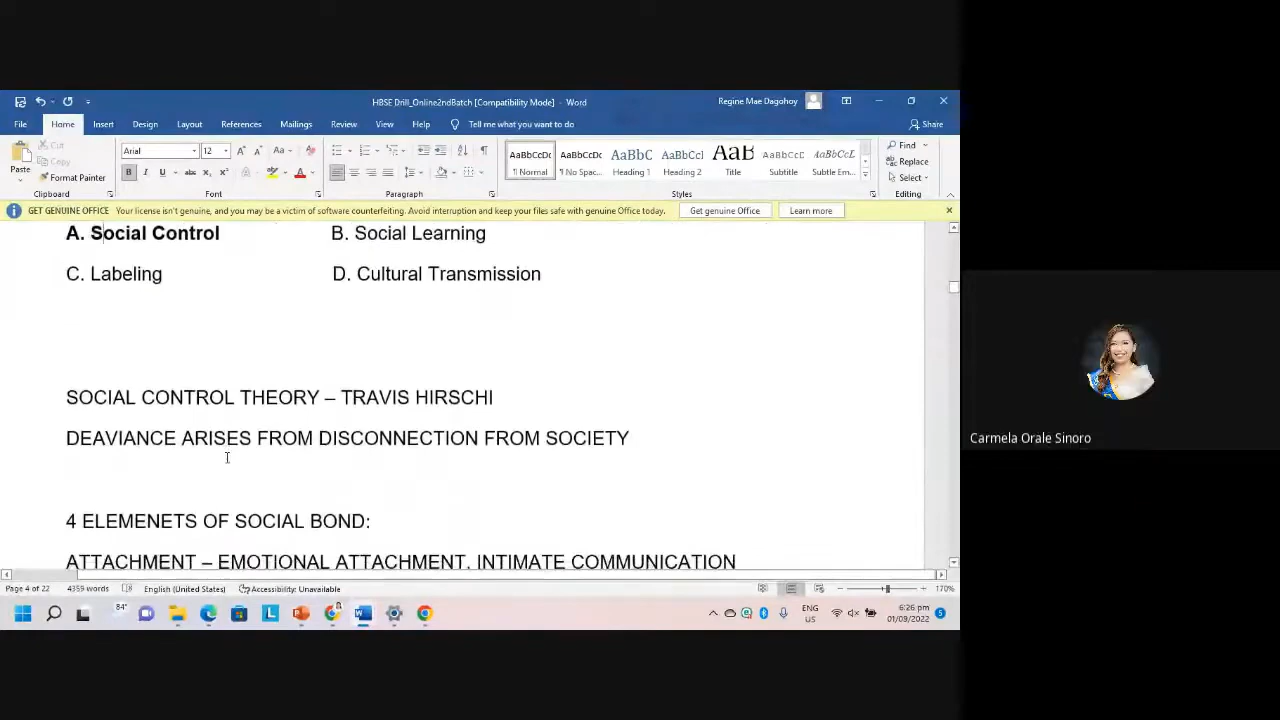 HBSE Drill_Online2ndBatch [Compatibility Mode] - Word
Regine Mae Dagohoy
File Home Insert Design Layout References Mailings Review View Help Tell me what you want to do Share
Paste
Cut
Copy
Format Painter
Clipboard
Arial 12
Font
Paragraph
AaBbCcDc AaBbCcDc AaBbC AaBbCcI AaB AaBbCcD AaBbCcL
¶ Normal ¶ No Spac... Heading 1 Heading 2 Title Subtitle Subtle Em...
Styles
Find
Replace
Select
Editing
GET GENUINE OFFICE Your license isn't genuine, and you may be a victim of software counterfeiting. Avoid interruption and keep your files safe with genuine Office today. Get genuine Office Learn more
A. Social Control B. Social Learning
C. Labeling D. Cultural Transmission
SOCIAL CONTROL THEORY – TRAVIS HIRSCHI
DEAVIANCE ARISES FROM DISCONNECTION FROM SOCIETY
4 ELEMENETS OF SOCIAL BOND:
ATTACHMENT – EMOTIONAL ATTACHMENT, INTIMATE COMMUNICATION
Page 4 of 22 4359 words English (United States) Accessibility: Unavailable 170%
84° ENG 6:26 pm
US 01/09/2022 5
Carmela Orale Sinoro